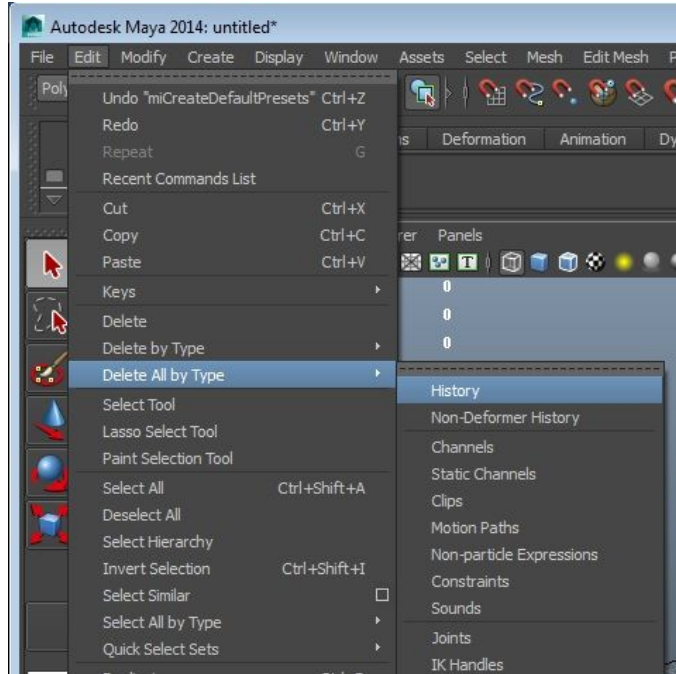 Autodesk Maya 2014: untitled*
File Edit Modify Create Display Window Assets Select Mesh Edit Mesh
Poly
Undo "miCreateDefaultPresets" Ctrl+Z
Redo Ctrl+Y
Repeat G
Recent Commands List
Deformation Animation
Cut Ctrl+X
Copy Ctrl+C
Panels
Paste Ctrl+V
T
Keys
0
0
0
Delete
Delete by Type
Delete All by Type
Select Tool
Lasso Select Tool
Paint Selection Tool
Select All Ctrl+Shift+A
Deselect All
Select Hierarchy
Invert Selection Ctrl+Shift+I
Select Similar
Select All by Type
Quick Select Sets
History
Non-Deformer History
Channels
Static Channels
Clips
Motion Paths
Non-particle Expressions
Constraints
Sounds
Joints
IK Handles